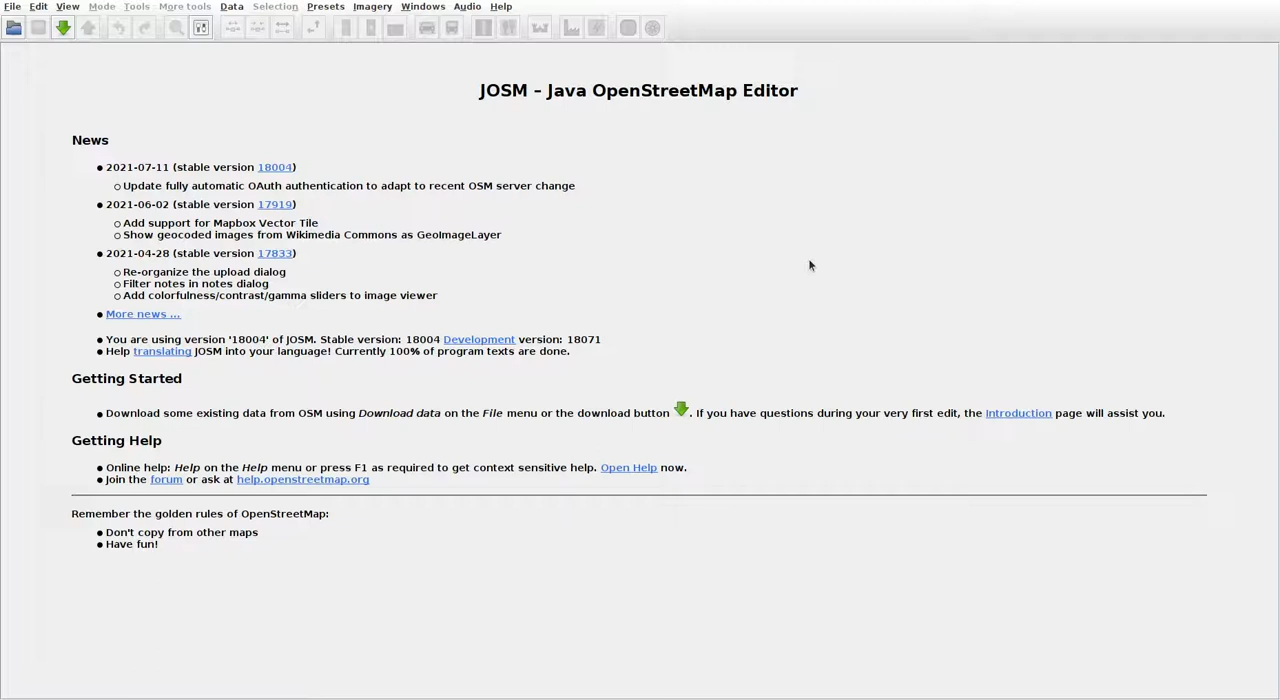 File Edit View Mode Tools More tools Data Selection Presets Imagery Windows Audio Help
JOSM – Java OpenStreetMap Editor
News
2021-07-11 (stable version 18004)
Update fully automatic OAuth authentication to adapt to recent OSM server change
2021-06-02 (stable version 17919)
Add support for Mapbox Vector Tile
Show geocoded images from Wikimedia Commons as GeoImageLayer
2021-04-28 (stable version 17833)
Re-organize the upload dialog
Filter notes in notes dialog
Add colorfulness/contrast/gamma sliders to image viewer
More news ...
You are using version '18004' of JOSM. Stable version: 18004 Development version: 18071
Help translating JOSM into your language! Currently 100% of program texts are done.
Getting Started
Download some existing data from OSM using Download data on the File menu or the download button . If you have questions during your very first edit, the Introduction page will assist you.
Getting Help
Online help: Help on the Help menu or press F1 as required to get context sensitive help. Open Help now.
Join the forum or ask at help.openstreetmap.org
Remember the golden rules of OpenStreetMap:
Don't copy from other maps
Have fun!